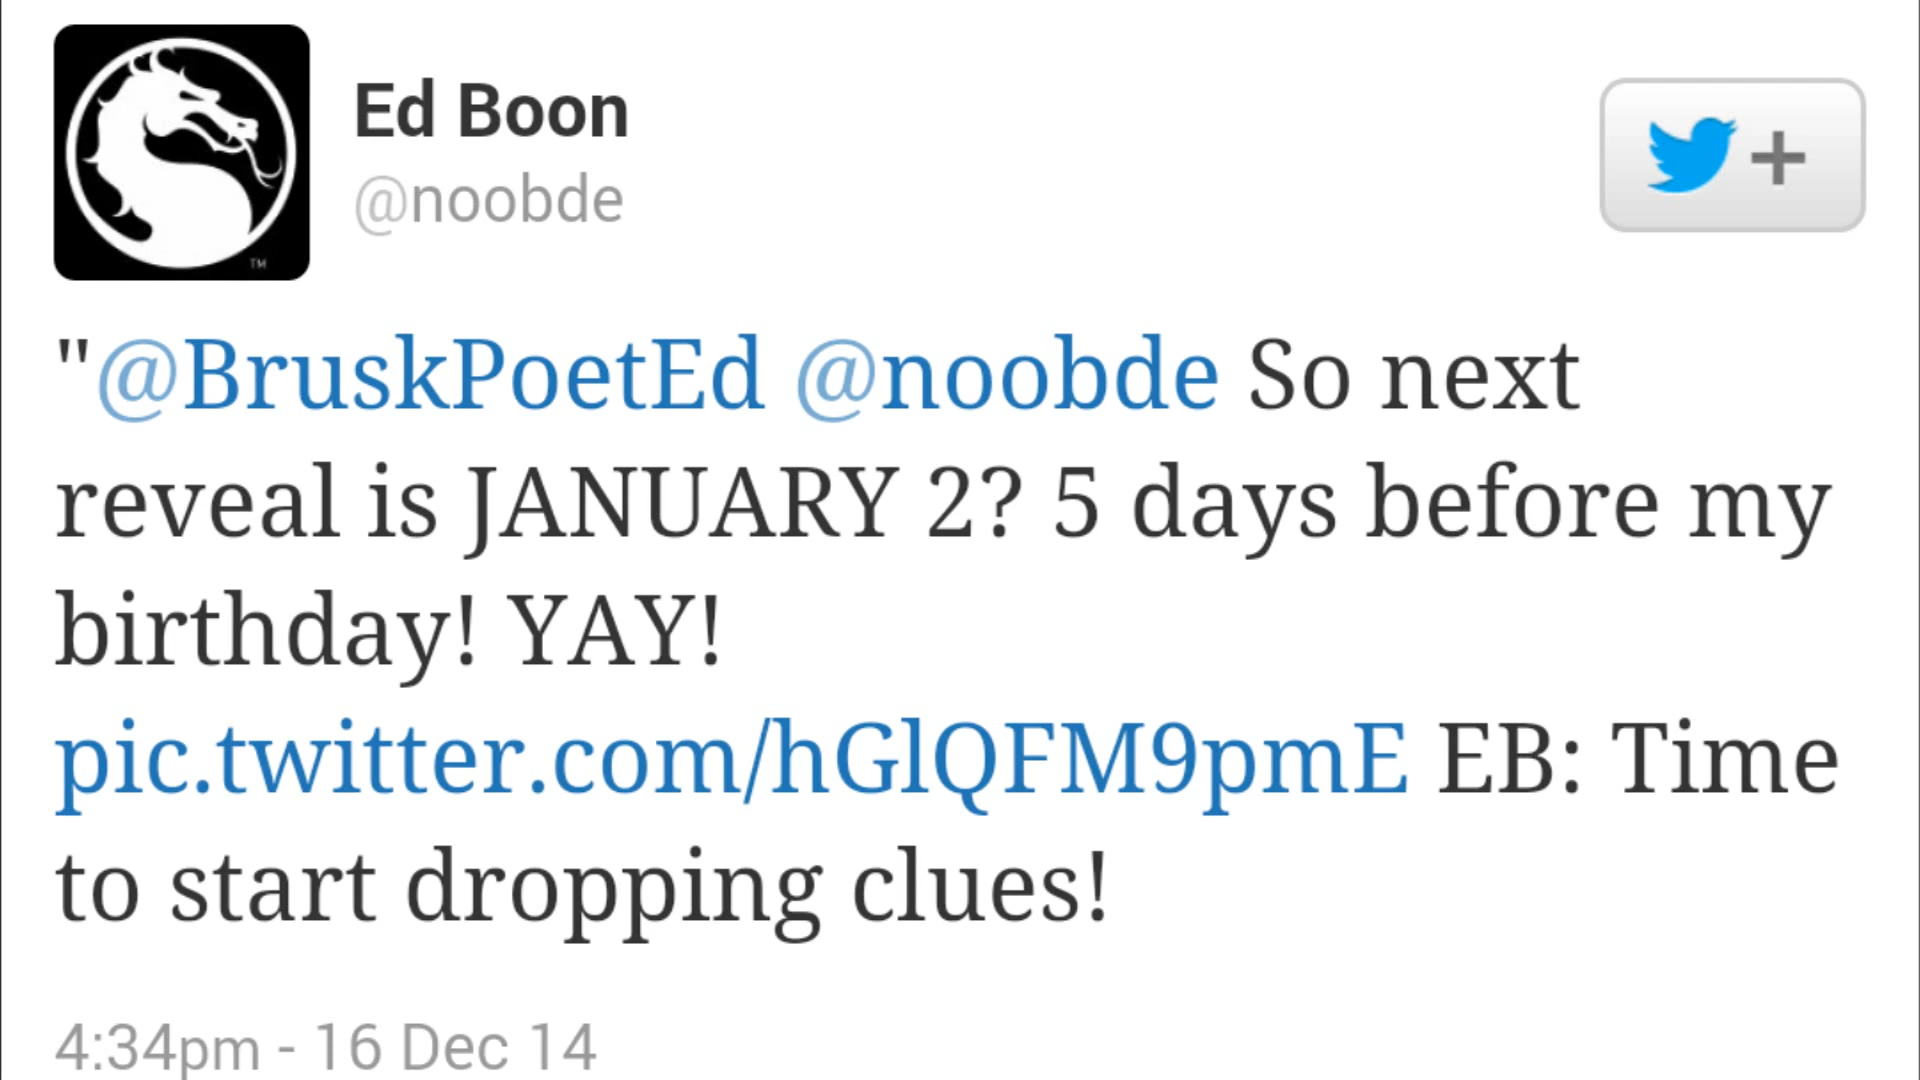 Ed Boon
@noobde
TM
"@BruskPoetEd @noobde So next
reveal is JANUARY 2? 5 days before my
birthday! YAY!
pic.twitter.com/hGlQFM9pmE EB: Time
to start dropping clues!
4:34pm - 16 Dec 14